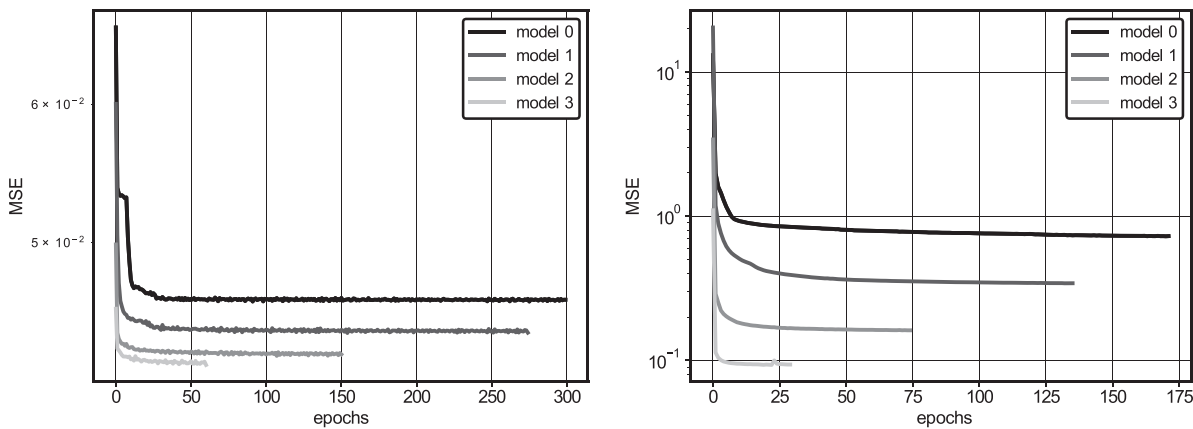 model 0
model 1
model 2
model 3
6 × 10⁻²
5 × 10⁻²
MSE
0 50 100 150 200 250 300
epochs
model 0
model 1
model 2
model 3
10¹
10⁰
10⁻¹
MSE
0 25 50 75 100 125 150 175
epochs